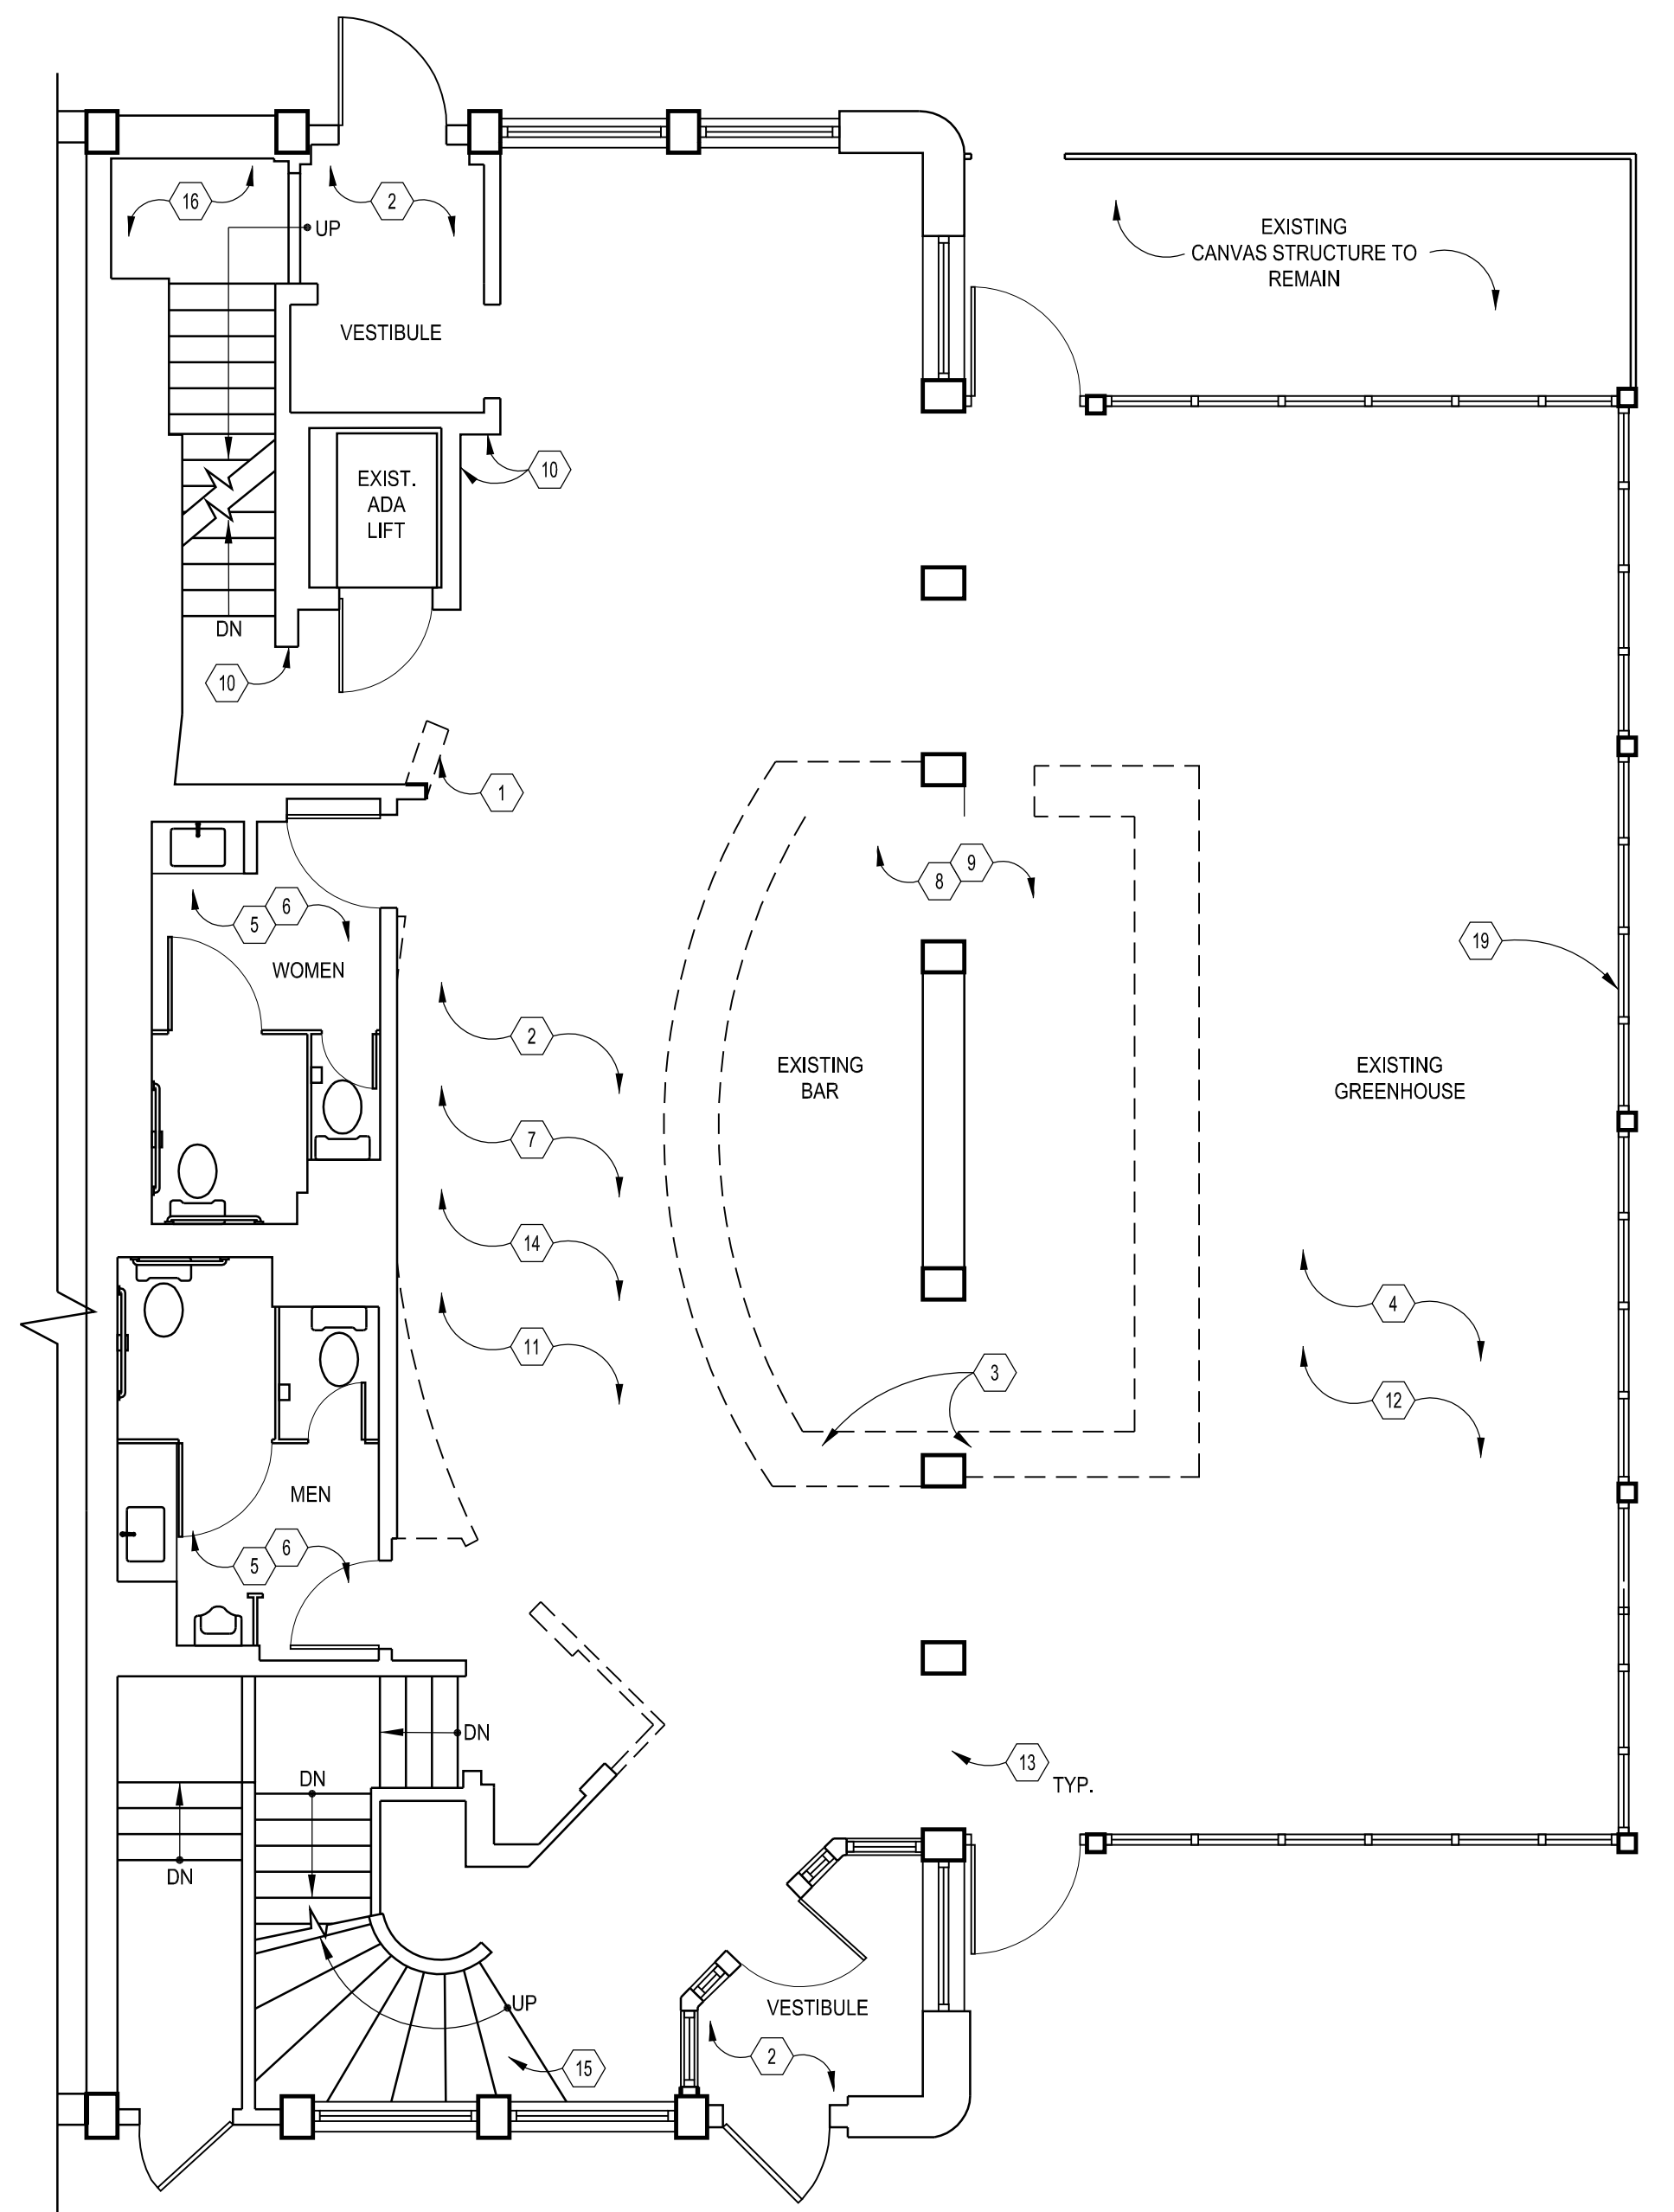 16
2
UP
EXISTING
CANVAS STRUCTURE TO
REMAIN
VESTIBULE
10
EXIST.
ADA
LIFT
DN
10
1
9
8
6
5
19
WOMEN
2
EXISTING
BAR
EXISTING
GREENHOUSE
7
14
4
11
3
12
MEN
6
5
DN
13
TYP.
DN
DN
UP
VESTIBULE
2
15